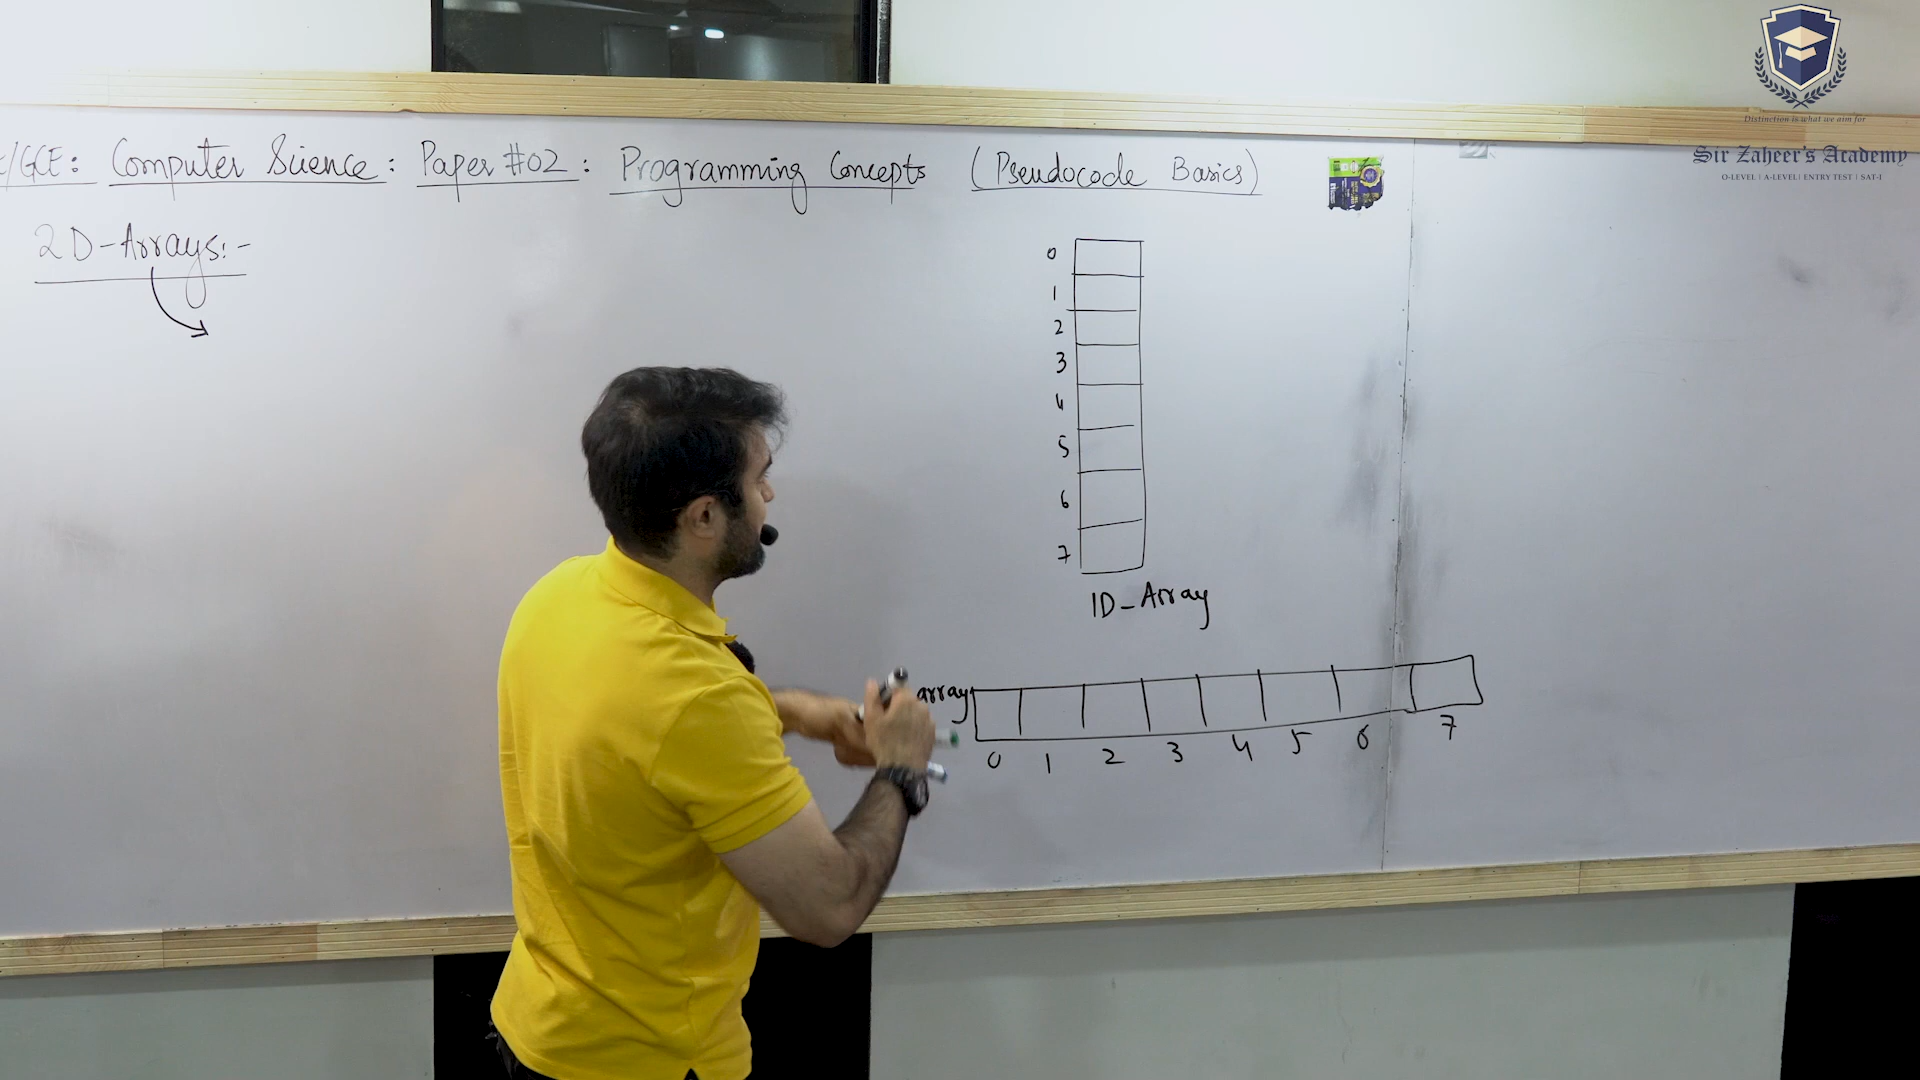 /GCE: Computer Science: Paper #02: Programming Concepts (Pseudocode Basics)
2D-Arrays:-
0
1
2
3
4
5
6
7
1D-Array
array
0 1 2 3 4 5 6 7
Distinction is what we aim for
Sir Zaheer's Academy
O-LEVEL | A-LEVEL | ENTRY TEST | SAT-I